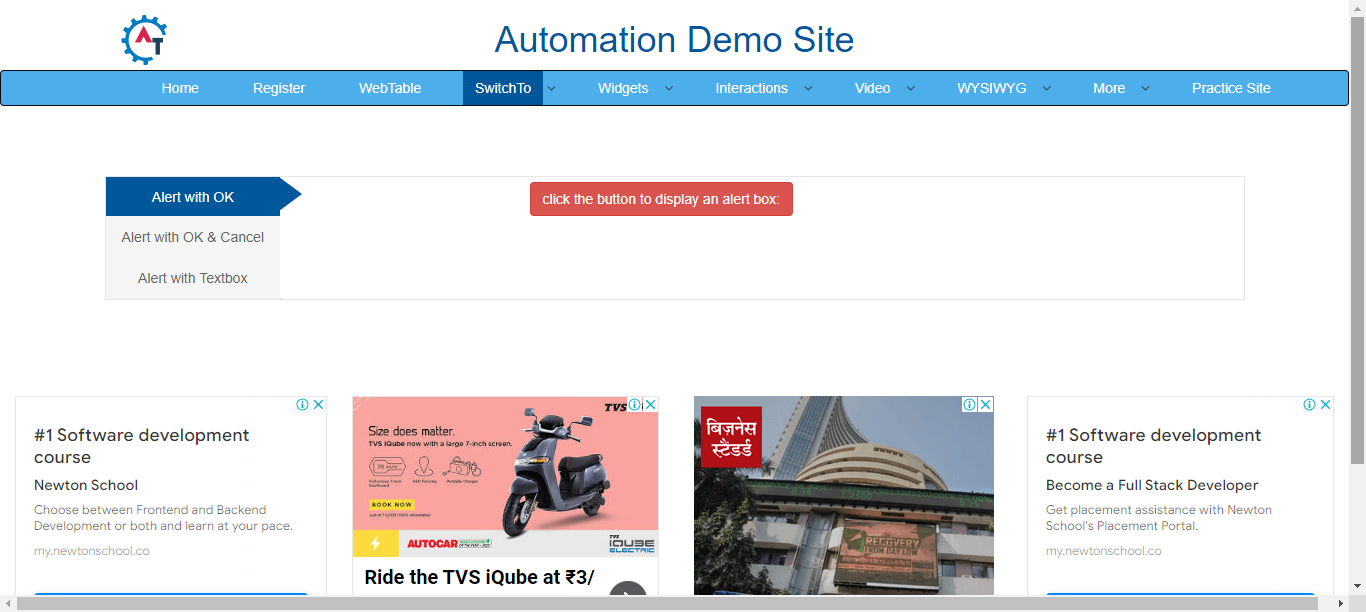 AT
Automation Demo Site
Home Register WebTable SwitchTo Widgets Interactions Video WYSIWYG More Practice Site
Alert with OK
click the button to display an alert box:
Alert with OK & Cancel
Alert with Textbox
#1 Software development
course
Newton School
Choose between Frontend and Backend
Development or both and learn at your pace.
my.newtonschool.co
TVS
Size does matter.
TVS iQube now with a large 7-inch screen.
BOOK NOW
AUTOCAR
TVS
iQUBE
ELECTRIC
Ride the TVS iQube at ₹3/
बिज़नेस
स्टैंडर्ड
RECOVERY
FROM DAY LOW
#1 Software development
course
Become a Full Stack Developer
Get placement assistance with Newton
School's Placement Portal.
my.newtonschool.co